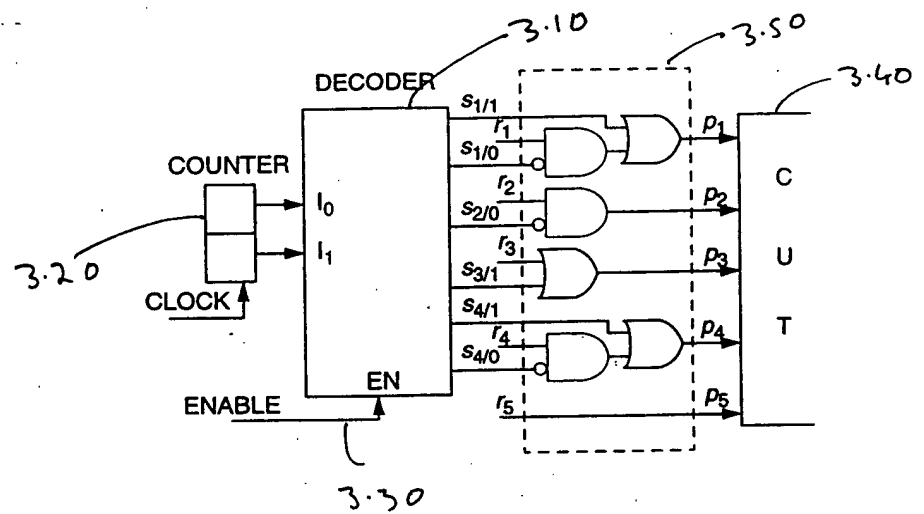 3.10
3.50
3.40
DECODER
s1/1
r1
s1/0
r2
s2/0
r3
s3/1
s4/1
r4
s4/0
r5
p1
p2
p3
p4
p5
C
U
T
COUNTER
I0
I1
3.20
CLOCK
EN
ENABLE
3.30